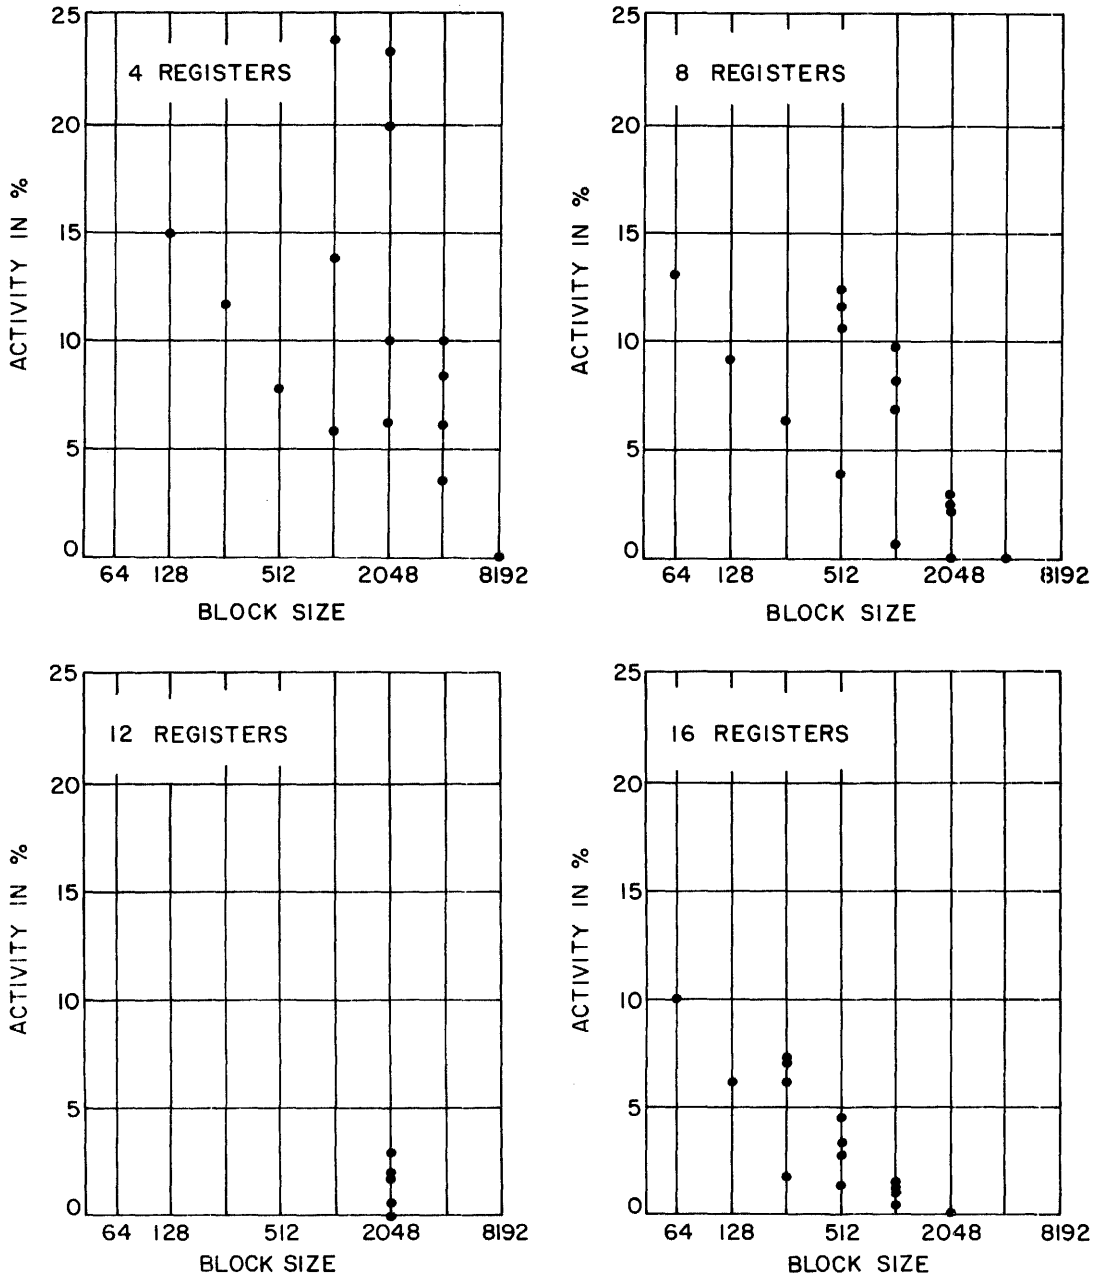 25
4 REGISTERS
20
15
10
5
0
ACTIVITY IN %
64 128 512 2048 8192
BLOCK SIZE
25
8 REGISTERS
20
15
10
5
0
ACTIVITY IN %
64 128 512 2048 8192
BLOCK SIZE
25
12 REGISTERS
20
15
10
5
0
ACTIVITY IN %
64 128 512 2048 8192
BLOCK SIZE
25
16 REGISTERS
20
15
10
5
0
ACTIVITY IN %
64 128 512 2048 8192
BLOCK SIZE